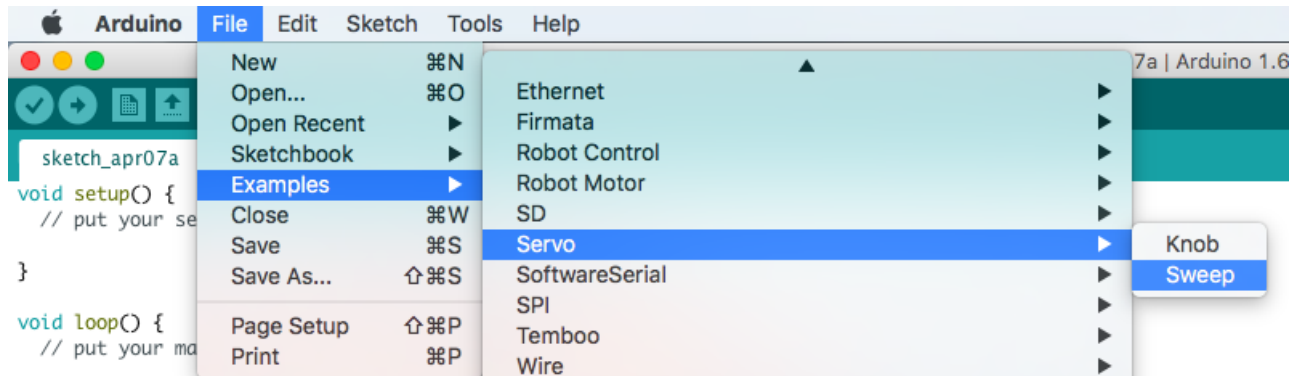 Arduino File Edit Sketch Tools Help
7a | Arduino 1.6
sketch_apr07a
void setup() {
// put your se
}
void loop() {
// put your ma
New ⌘N
Open... ⌘O
Open Recent ▶
Sketchbook ▶
Examples ▶
Close ⌘W
Save ⌘S
Save As... ⇧⌘S
Page Setup ⇧⌘P
Print ⌘P
Ethernet ▶
Firmata ▶
Robot Control ▶
Robot Motor ▶
SD ▶
Servo ▶
SoftwareSerial ▶
SPI ▶
Temboo ▶
Wire ▶
Knob
Sweep